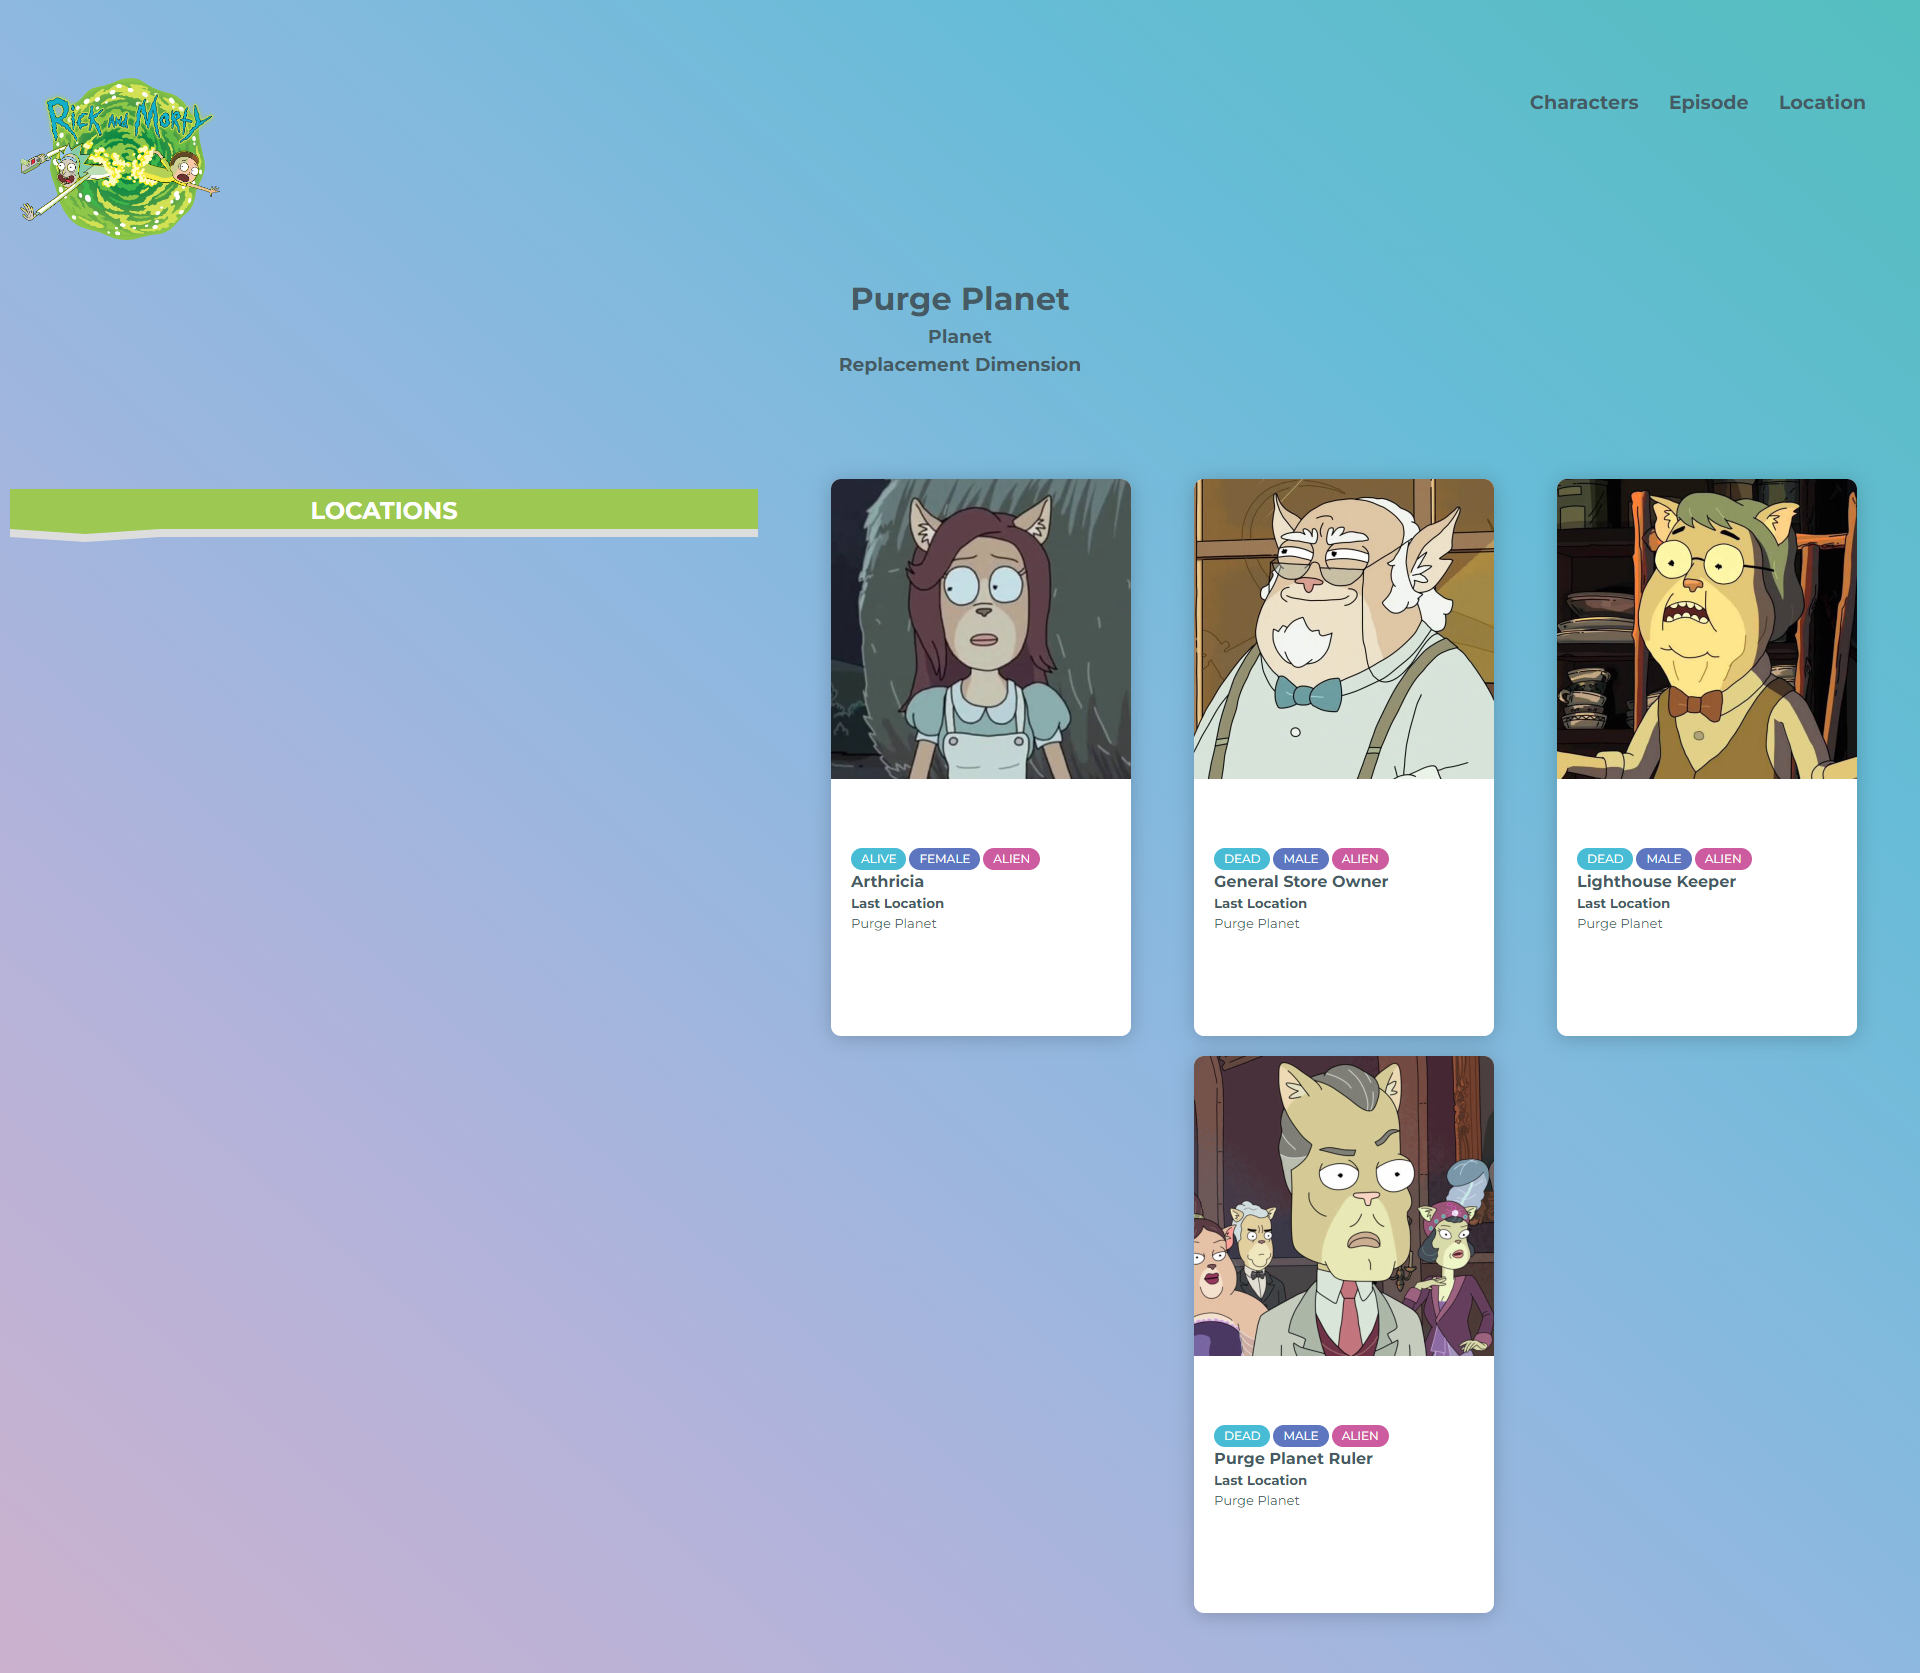 Rick and Morty
Characters Episode Location
Purge Planet
Planet
Replacement Dimension
LOCATIONS
ALIVE FEMALE ALIEN
Arthricia
Last Location
Purge Planet
DEAD MALE ALIEN
General Store Owner
Last Location
Purge Planet
DEAD MALE ALIEN
Lighthouse Keeper
Last Location
Purge Planet
DEAD MALE ALIEN
Purge Planet Ruler
Last Location
Purge Planet